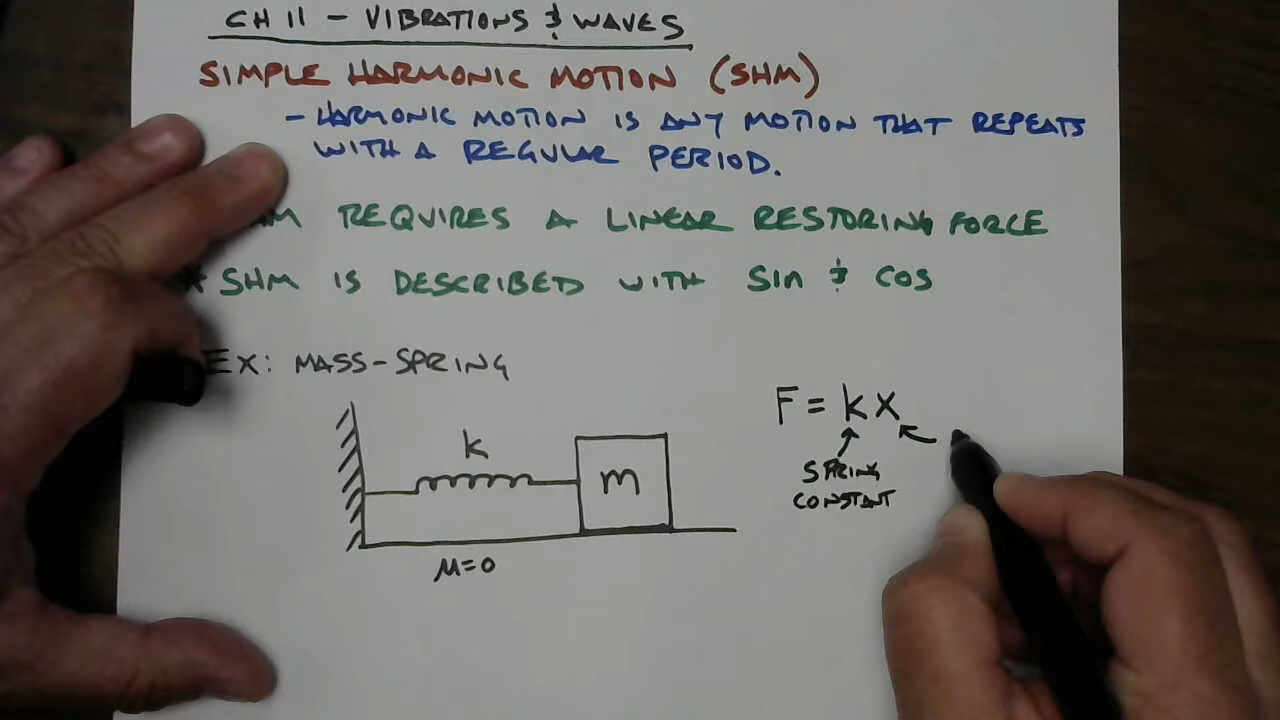 CH 11 - VIBRATIONS & WAVES
SIMPLE HARMONIC MOTION (SHM)
- HARMONIC MOTION IS ANY MOTION THAT REPEATS
WITH A REGULAR PERIOD.
REQUIRES A LINEAR RESTORING FORCE
* SHM IS DESCRIBED WITH Sin & COS
EX: MASS-SPRING
F = kx
k
m
SPRING
CONSTANT
μ=0